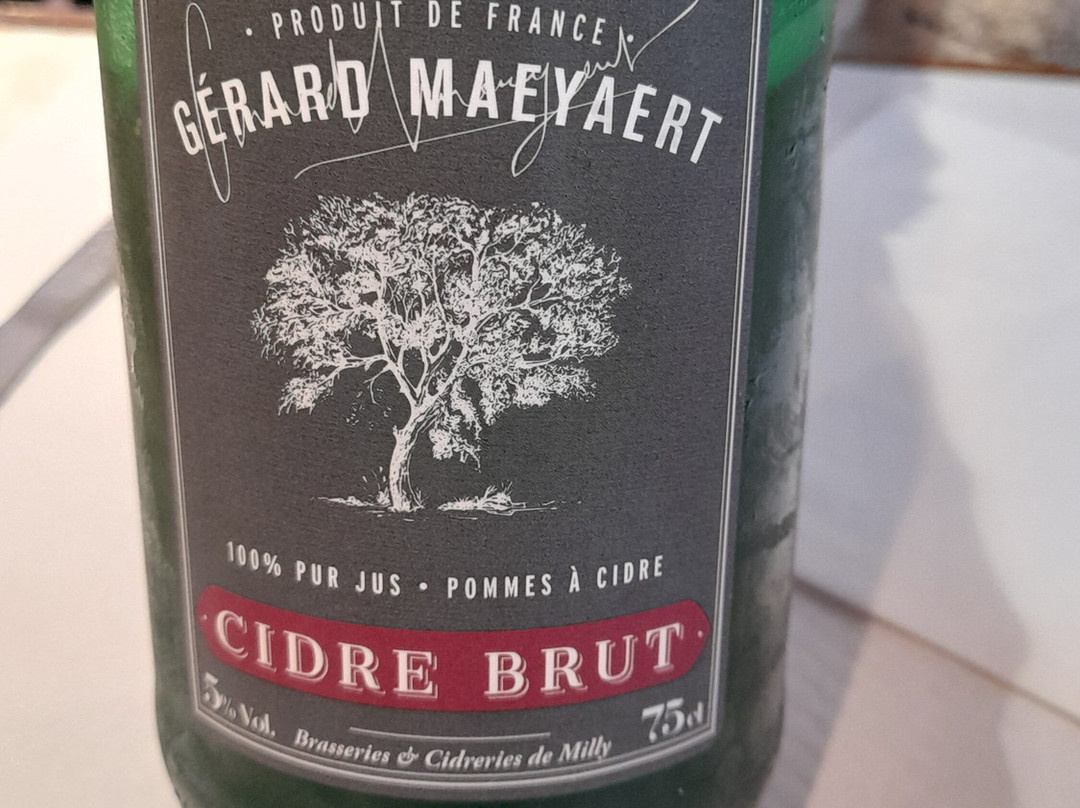 • PRODUIT DE FRANCE •
GÉRARD MAEYAERT
100% PUR JUS • POMMES À CIDRE
• CIDRE BRUT •
5% Vol.
Brasseries & Cidreries de Milly
75cl